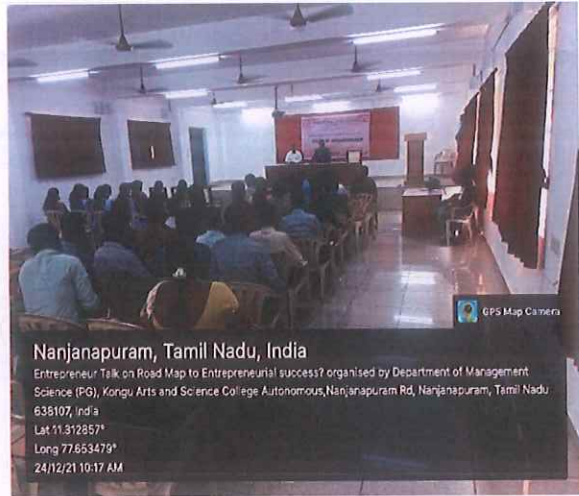 GPS Map Camera
Nanjanapuram, Tamil Nadu, India
Entrepreneur Talk on Road Map to Entrepreneurial success? organised by Department of Management
Science (PG), Kongu Arts and Science College Autonomous,Nanjanapuram Rd, Nanjanapuram, Tamil Nadu
638107, India
Lat 11.312857°
Long 77.653479°
24/12/21 10:17 AM